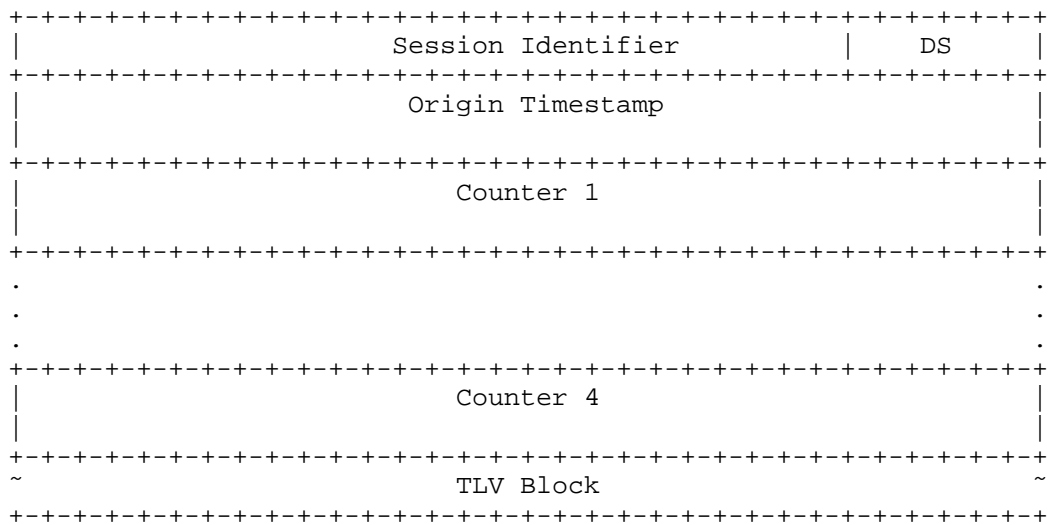 +-+-+-+-+-+-+-+-+-+-+-+-+-+-+-+-+-+-+-+-+-+-+-+-+-+-+-+-+-+-+-+-+
|                       Session Identifier          |    DS     |
+-+-+-+-+-+-+-+-+-+-+-+-+-+-+-+-+-+-+-+-+-+-+-+-+-+-+-+-+-+-+-+-+
|                        Origin Timestamp                       |
|                                                               |
+-+-+-+-+-+-+-+-+-+-+-+-+-+-+-+-+-+-+-+-+-+-+-+-+-+-+-+-+-+-+-+-+
|                           Counter 1                           |
|                                                               |
+-+-+-+-+-+-+-+-+-+-+-+-+-+-+-+-+-+-+-+-+-+-+-+-+-+-+-+-+-+-+-+-+
.                                                               .
.                                                               .
.                                                               .
+-+-+-+-+-+-+-+-+-+-+-+-+-+-+-+-+-+-+-+-+-+-+-+-+-+-+-+-+-+-+-+-+
|                           Counter 4                           |
|                                                               |
+-+-+-+-+-+-+-+-+-+-+-+-+-+-+-+-+-+-+-+-+-+-+-+-+-+-+-+-+-+-+-+-+
~                           TLV Block                           ~
+-+-+-+-+-+-+-+-+-+-+-+-+-+-+-+-+-+-+-+-+-+-+-+-+-+-+-+-+-+-+-+-+